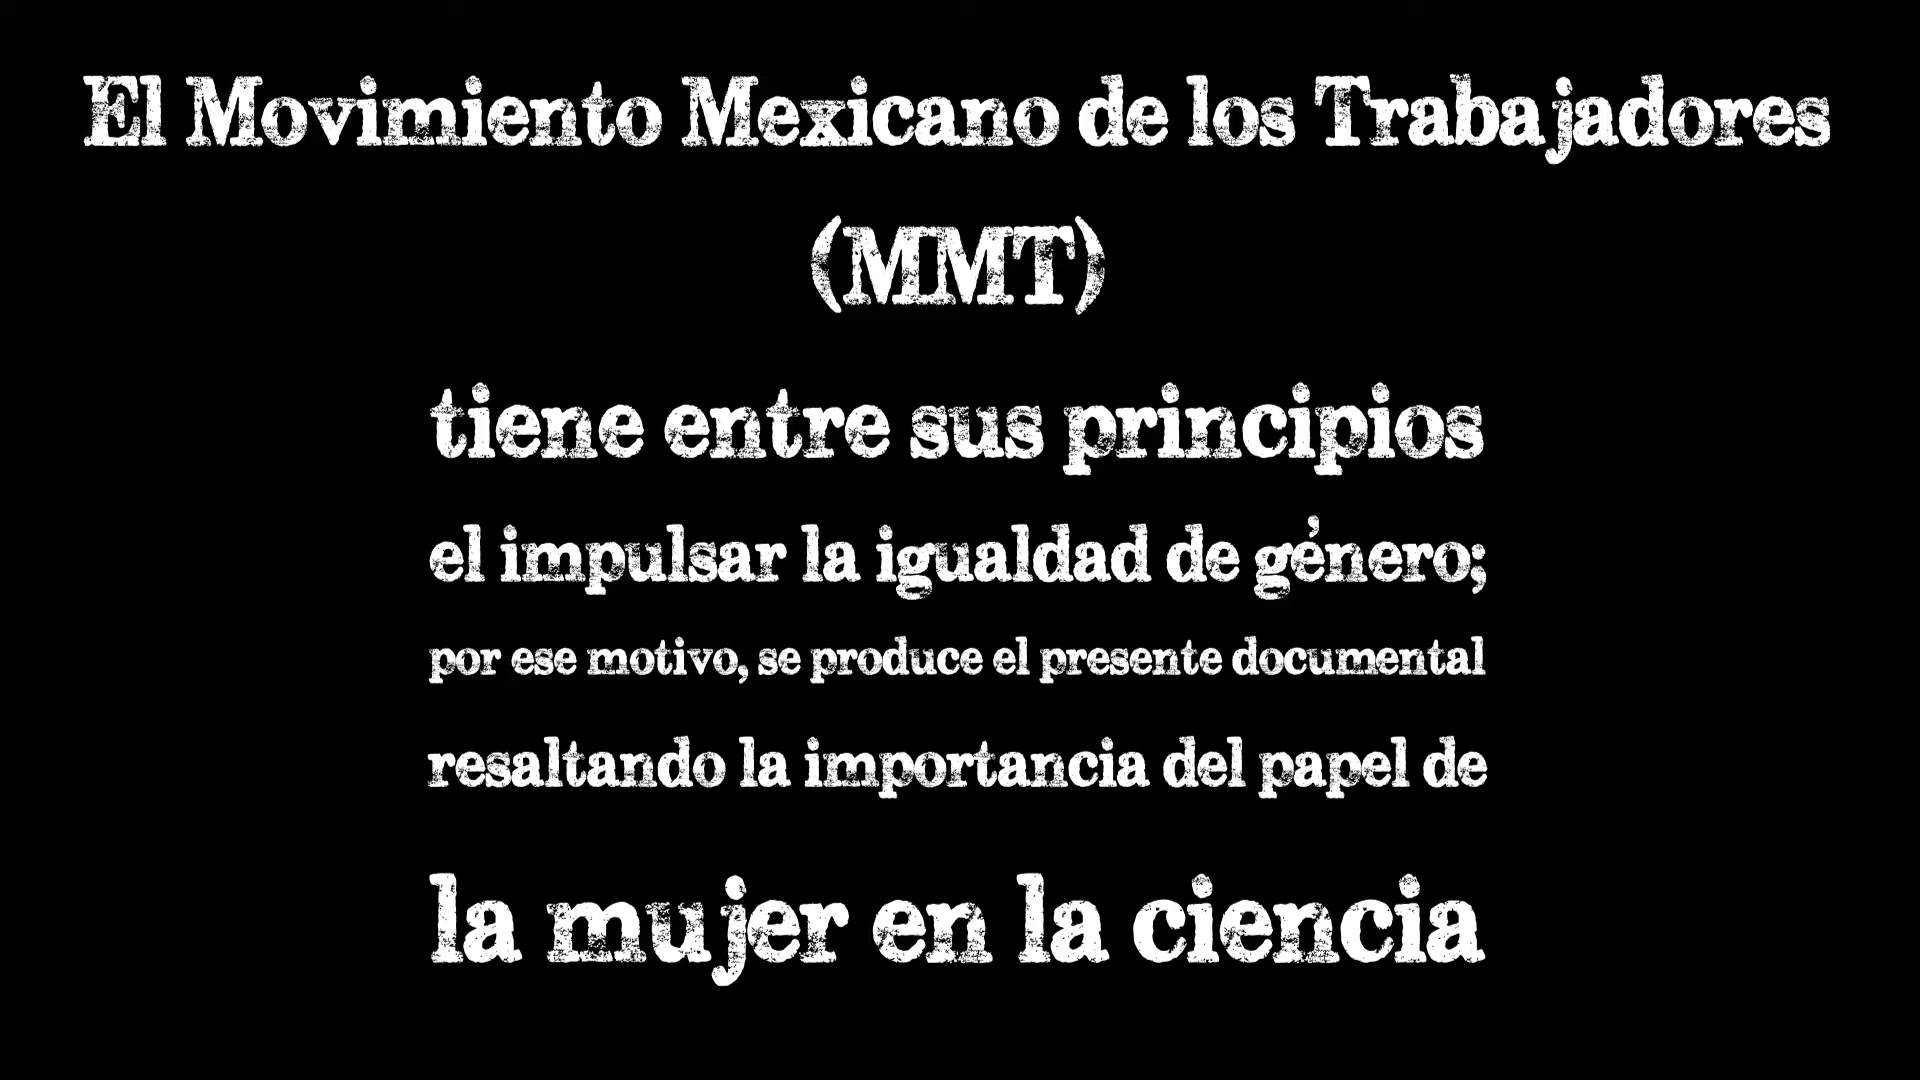 El Movimiento Mexicano de los Trabajadores
(MMT)
tiene entre sus principios
el impulsar la igualdad de género;
por ese motivo, se produce el presente documental
resaltando la importancia del papel de
la mujer en la ciencia